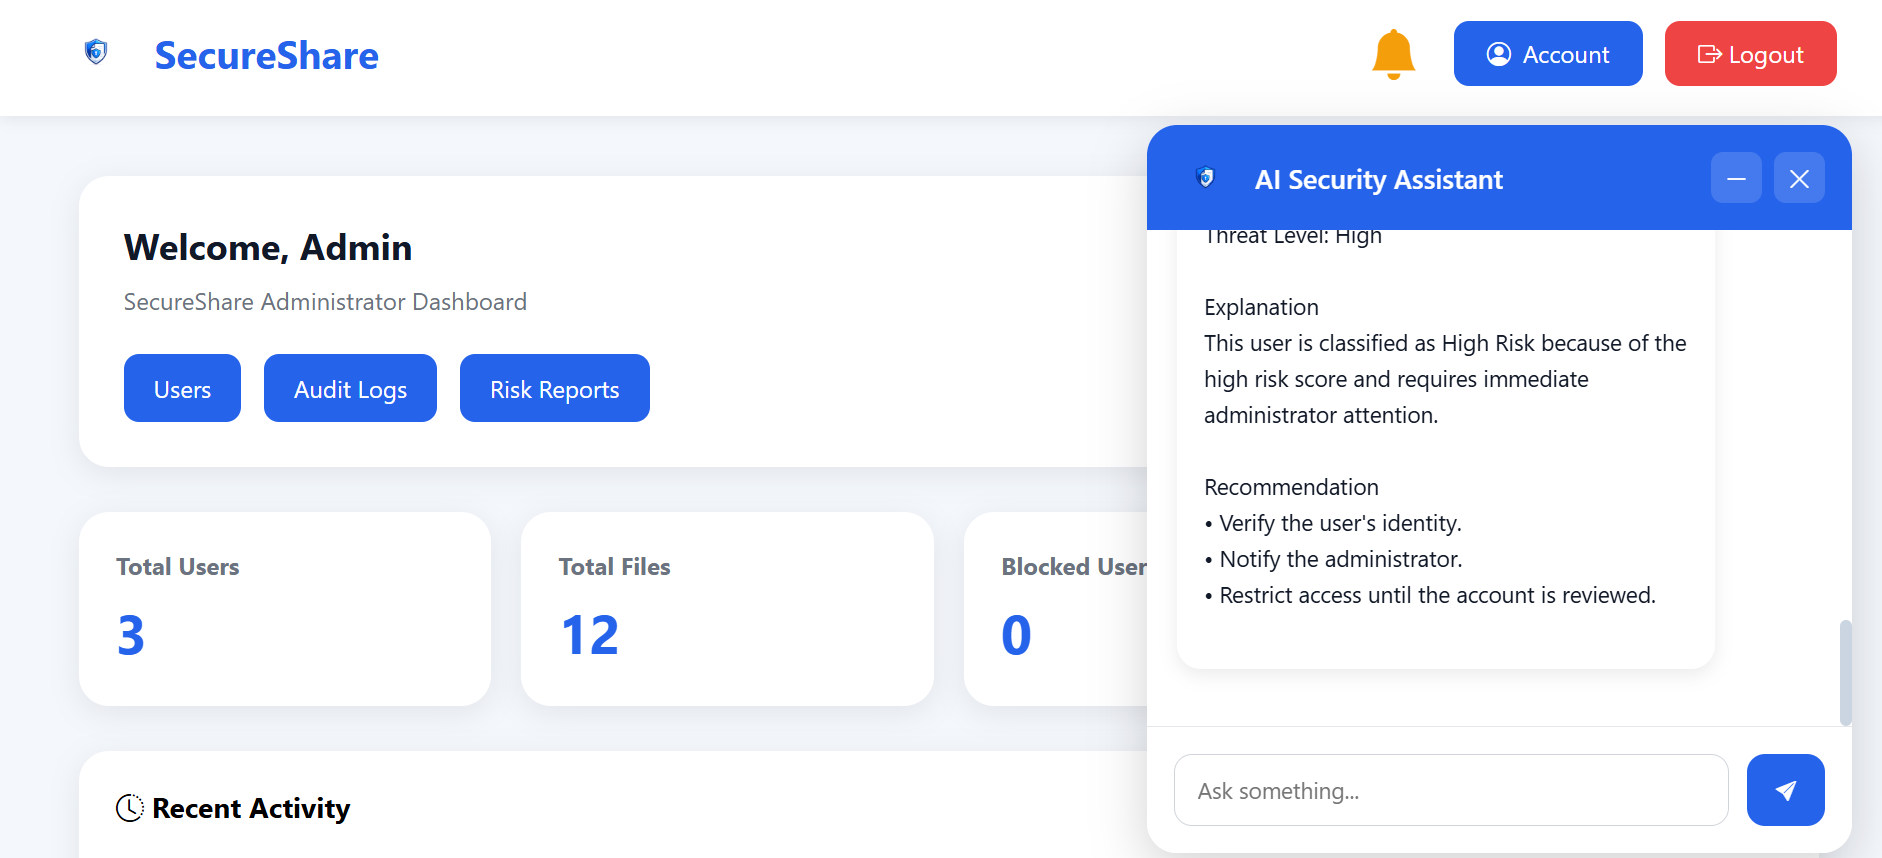 SecureShare
Account
Logout
Welcome, Admin
SecureShare Administrator Dashboard
Users
Audit Logs
Risk Reports
Total Users
3
Total Files
12
Blocked User
0
Recent Activity
AI Security Assistant
Threat Level: High
Explanation
This user is classified as High Risk because of the
high risk score and requires immediate
administrator attention.
Recommendation
• Verify the user's identity.
• Notify the administrator.
• Restrict access until the account is reviewed.
Ask something...